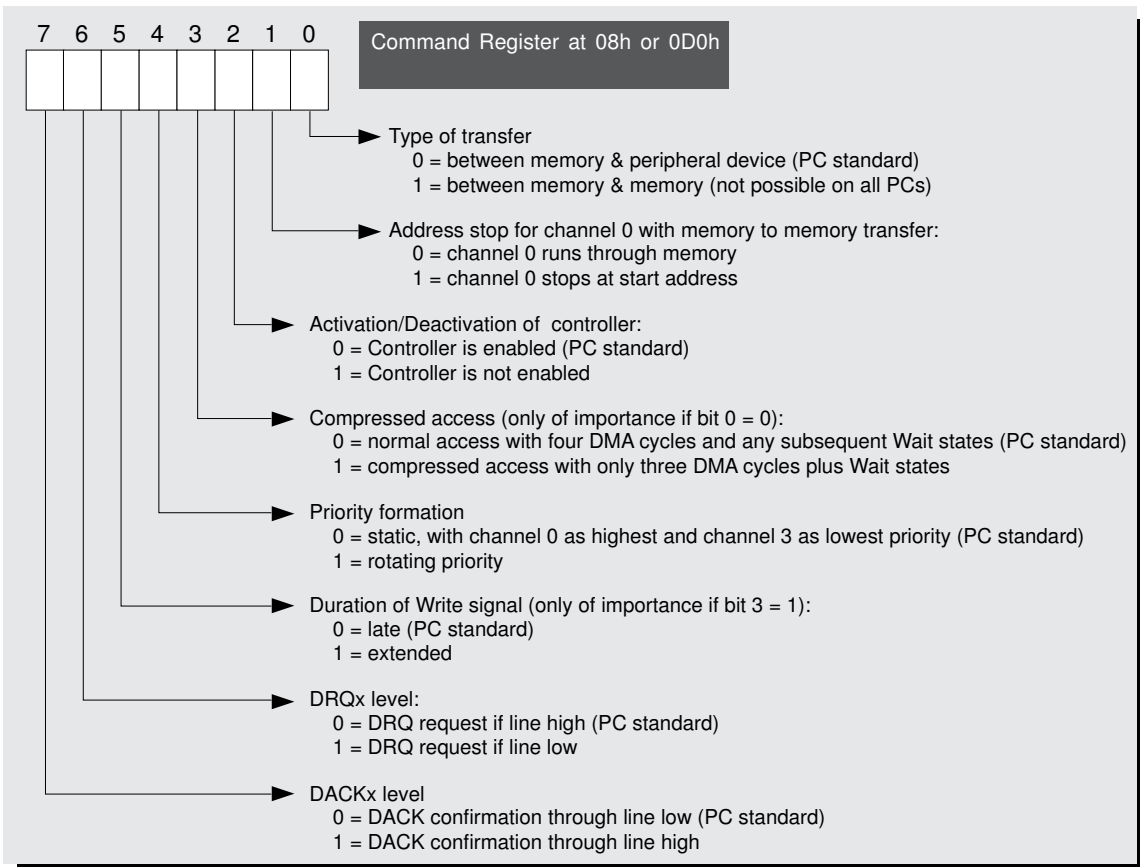 7 6 5 4 3 2 1 0
Command Register at 08h or 0D0h
Type of transfer
0 = between memory & peripheral device (PC standard)
1 = between memory & memory (not possible on all PCs)
Address stop for channel 0 with memory to memory transfer:
0 = channel 0 runs through memory
1 = channel 0 stops at start address
Activation/Deactivation of controller:
0 = Controller is enabled (PC standard)
1 = Controller is not enabled
Compressed access (only of importance if bit 0 = 0):
0 = normal access with four DMA cycles and any subsequent Wait states (PC standard)
1 = compressed access with only three DMA cycles plus Wait states
Priority formation
0 = static, with channel 0 as highest and channel 3 as lowest priority (PC standard)
1 = rotating priority
Duration of Write signal (only of importance if bit 3 = 1):
0 = late (PC standard)
1 = extended
DRQx level:
0 = DRQ request if line high (PC standard)
1 = DRQ request if line low
DACKx level
0 = DACK confirmation through line low (PC standard)
1 = DACK confirmation through line high